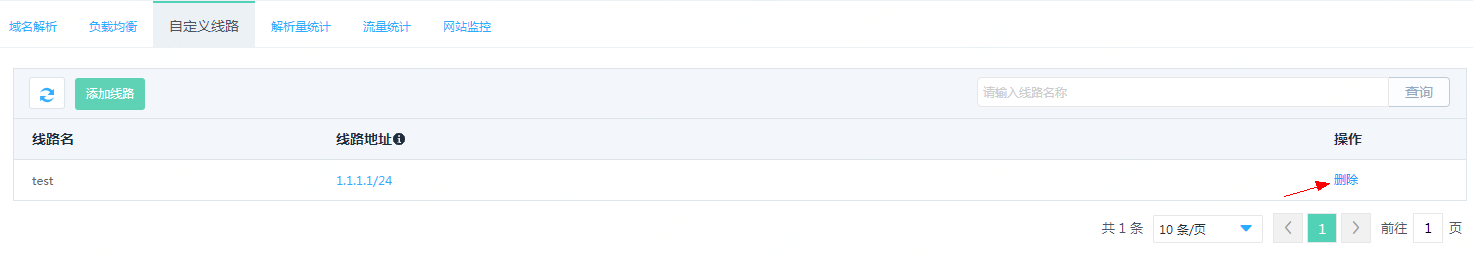 域名解析 负载均衡 自定义线路 解析量统计 流量统计 网站监控
添加线路 请输入线路名称 查询
线路名 线路地址 操作
test 1.1.1.1/24 删除
共 1 条 10 条/页 1 前往 1 页